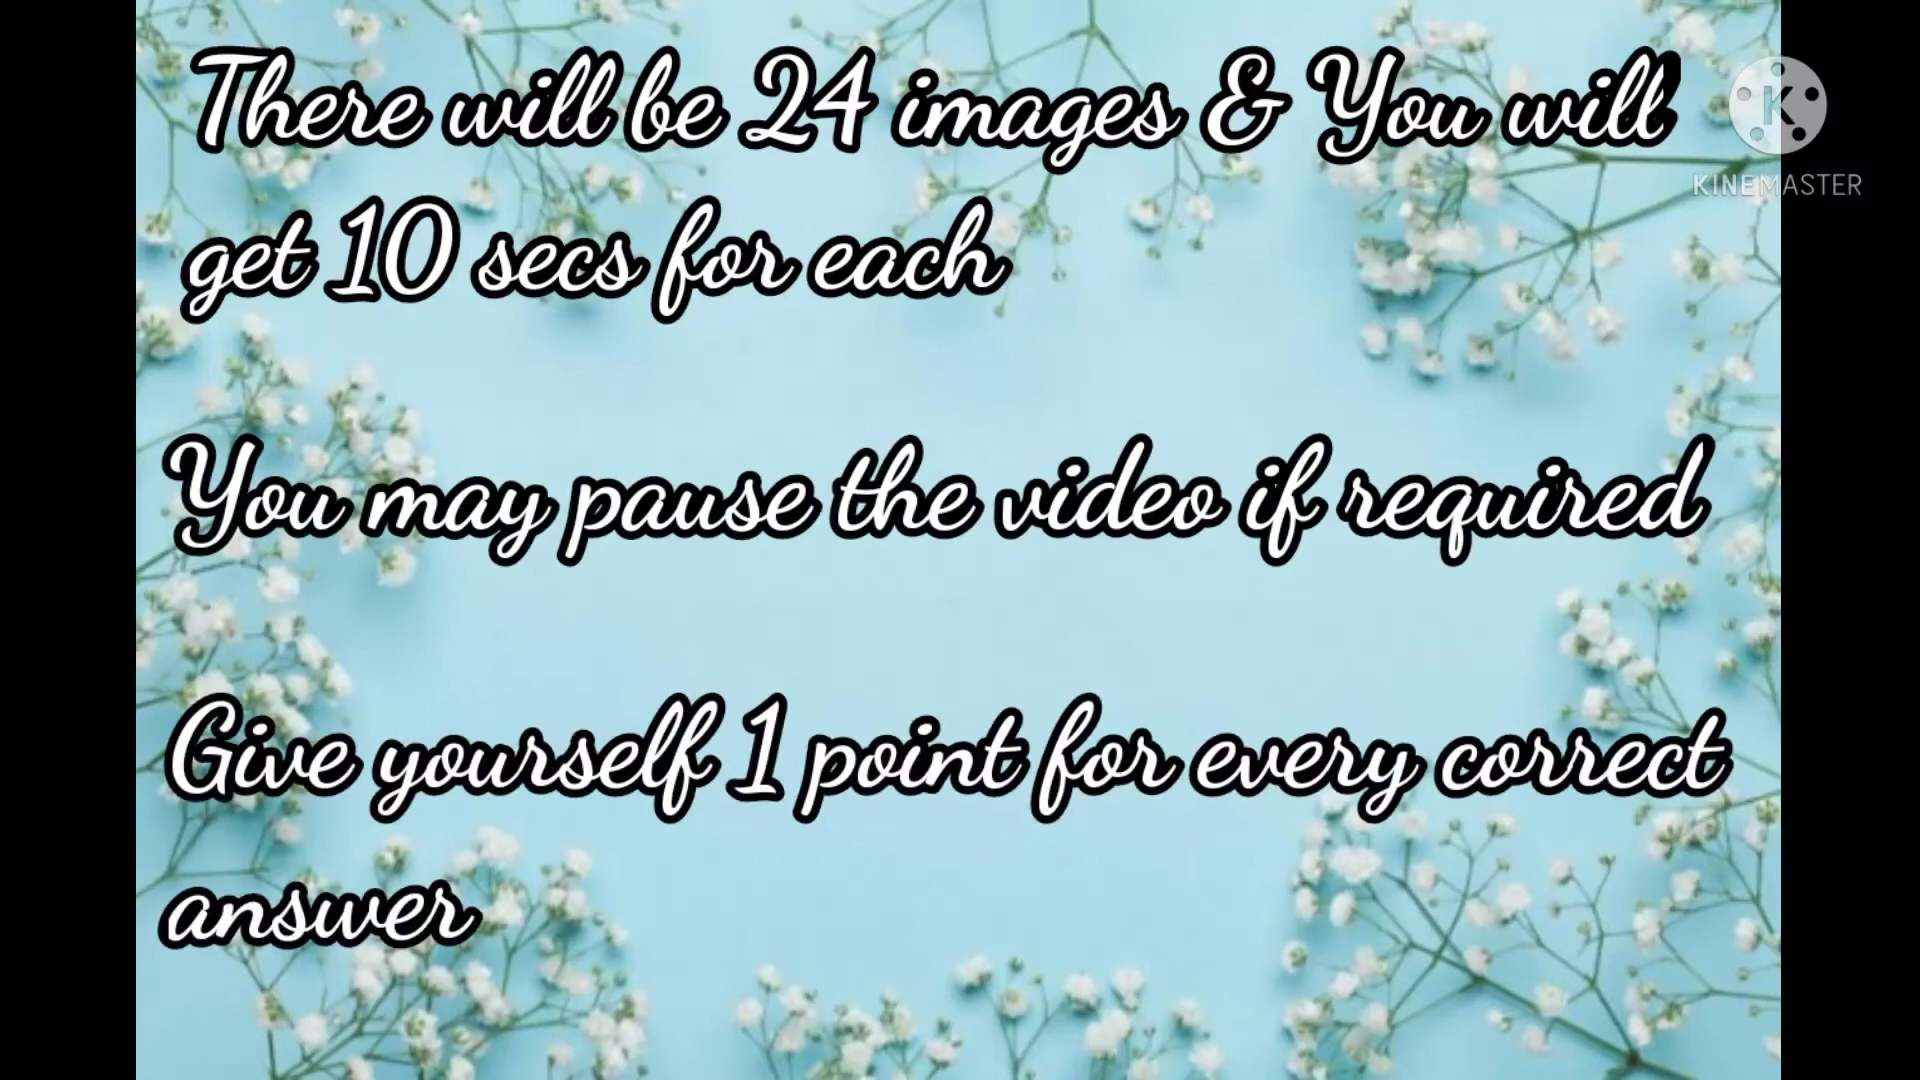 There will be 24 images & You will
get 10 secs for each
You may pause the video if required
Give yourself 1 point for every correct
answer
K
KINEMASTER